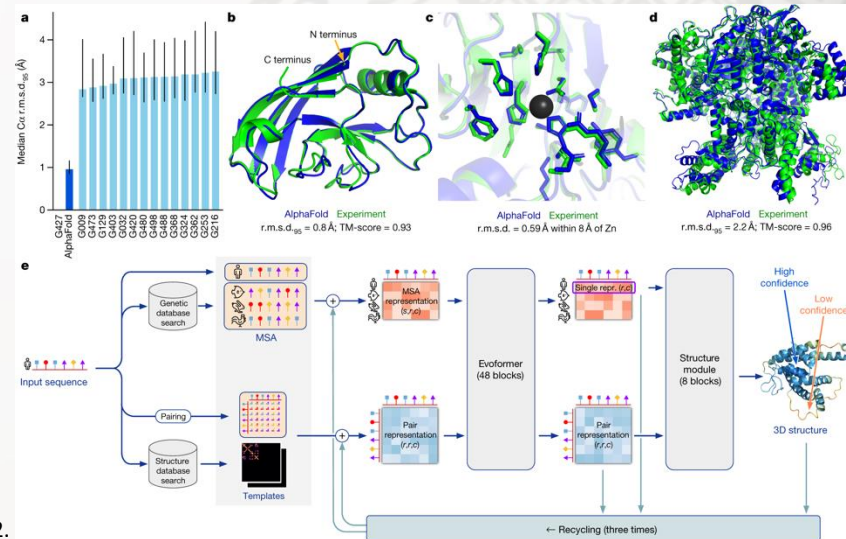 a
Median Cα r.m.s.d.95 (Å)
4
3
2
1
0
G427
AlphaFold
G009
G473
G129
G403
G032
G420
G480
G498
G488
G368
G324
G362
G253
G216
b
N terminus
C terminus
AlphaFold Experiment
r.m.s.d.95 = 0.8 Å; TM-score = 0.93
c
AlphaFold Experiment
r.m.s.d. = 0.59 Å within 8 Å of Zn
d
AlphaFold Experiment
r.m.s.d.95 = 2.2 Å; TM-score = 0.96
e
Input sequence
Genetic
database
search
MSA
Pairing
Structure
database
search
Templates
+
+
MSA
representation
(s,r,c)
Pair
representation
(r,r,c)
Evoformer
(48 blocks)
Single repr. (r,c)
Pair
representation
(r,r,c)
Structure
module
(8 blocks)
High
confidence
Low
confidence
3D structure
← Recycling (three times)
2.